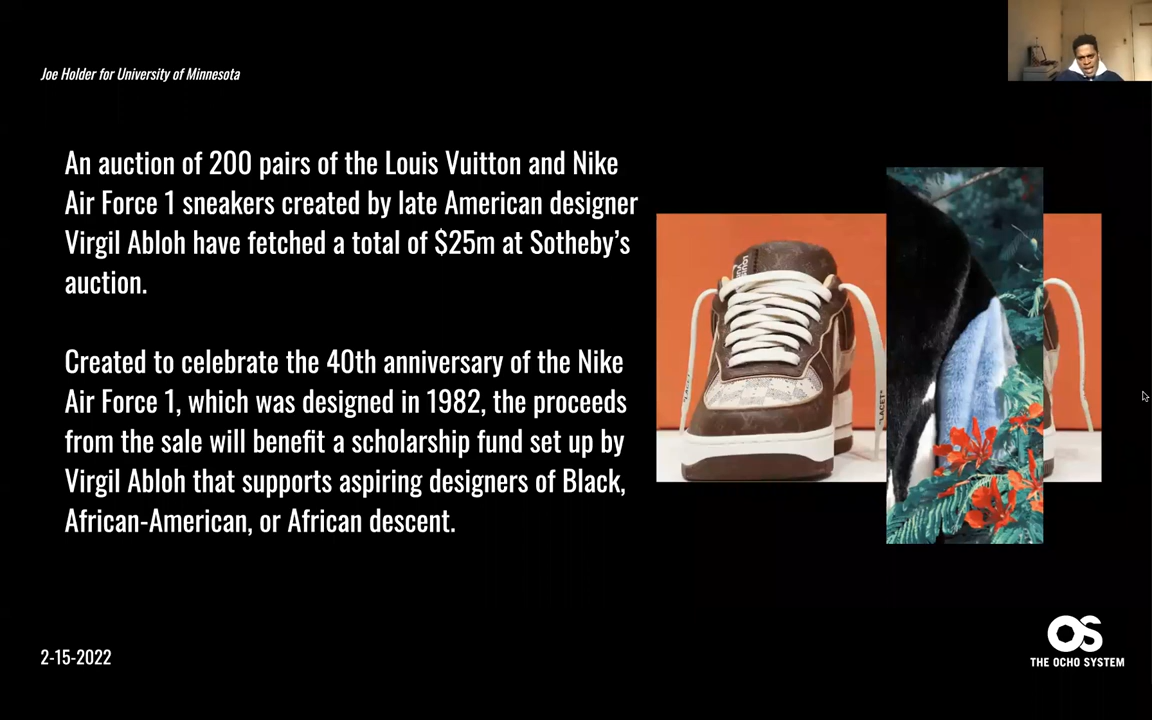 Joe Holder for University of Minnesota
An auction of 200 pairs of the Louis Vuitton and Nike
Air Force 1 sneakers created by late American designer
Virgil Abloh have fetched a total of $25m at Sotheby's
auction.
Created to celebrate the 40th anniversary of the Nike
Air Force 1, which was designed in 1982, the proceeds
from the sale will benefit a scholarship fund set up by
Virgil Abloh that supports aspiring designers of Black,
African-American, or African descent.
"LACET"
2-15-2022
OS
THE OCHO SYSTEM